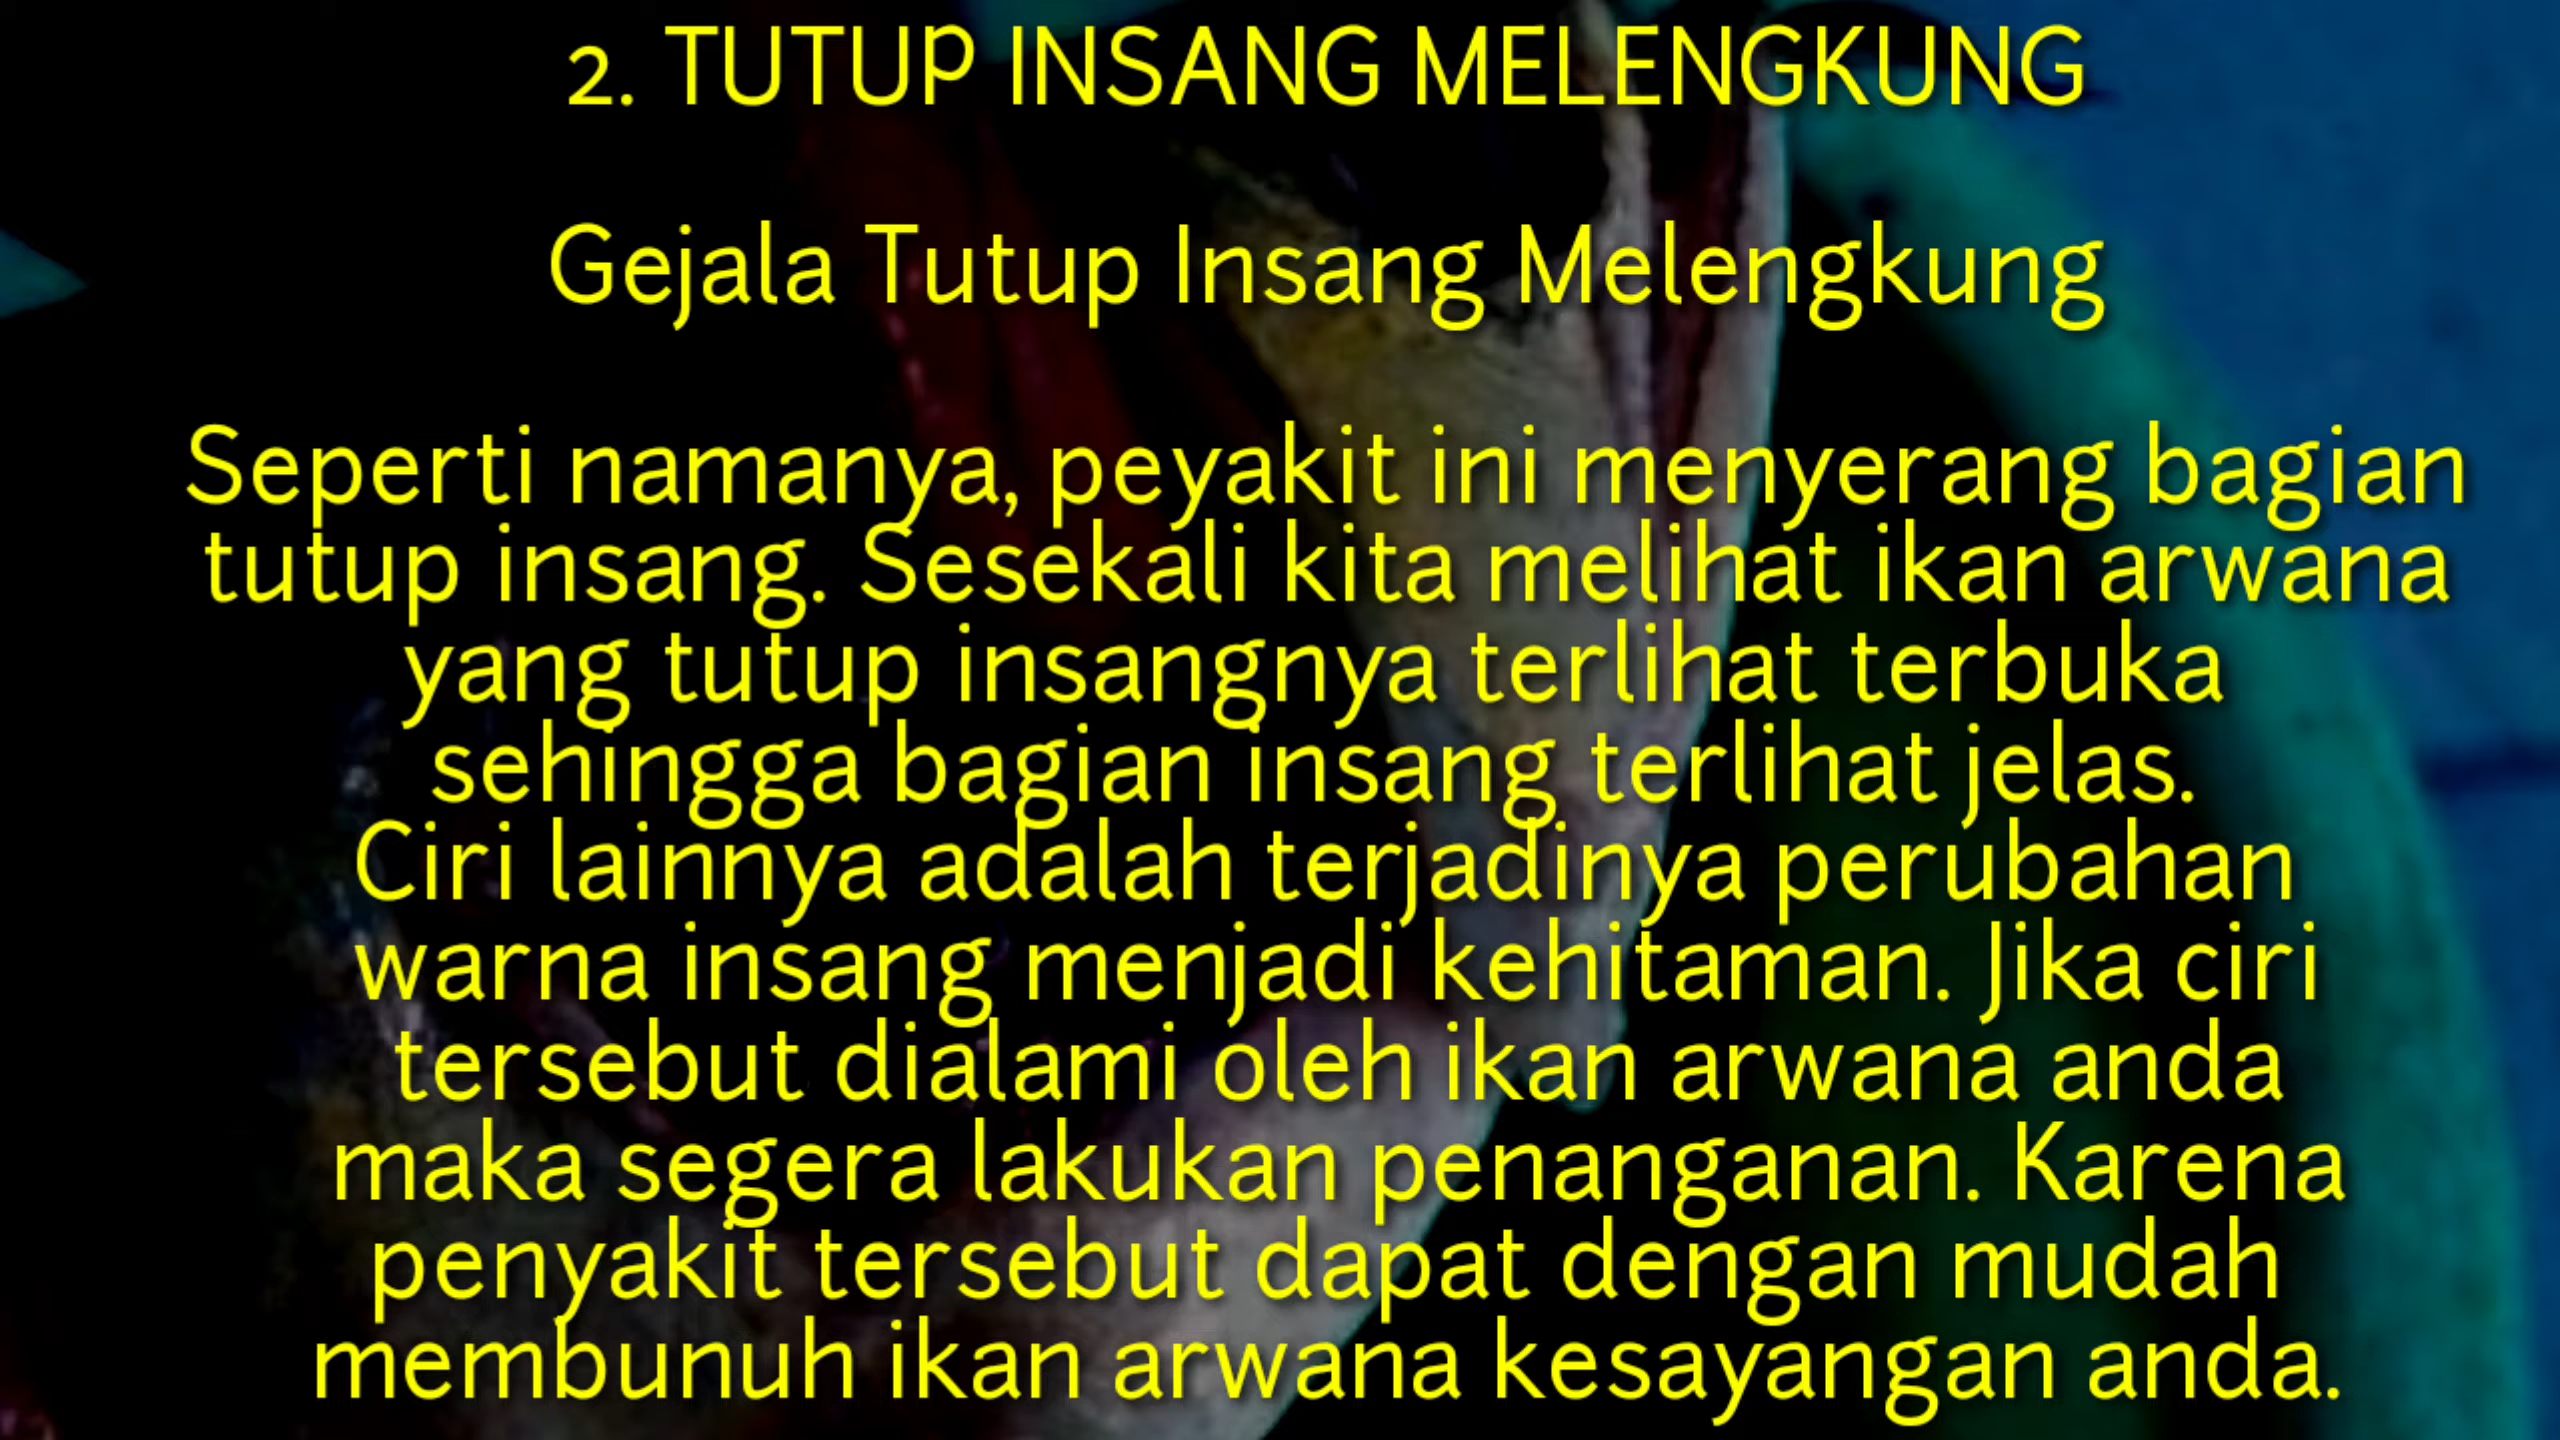 2. TUTUP INSANG MELENGKUNG
Gejala Tutup Insang Melengkung
Seperti namanya, peyakit ini menyerang bagian
tutup insang. Sesekali kita melihat ikan arwana
yang tutup insangnya terlihat terbuka
sehingga bagian insang terlihat jelas.
Ciri lainnya adalah terjadinya perubahan
warna insang menjadi kehitaman. Jika ciri
tersebut dialami oleh ikan arwana anda
maka segera lakukan penanganan. Karena
penyakit tersebut dapat dengan mudah
membunuh ikan arwana kesayangan anda.